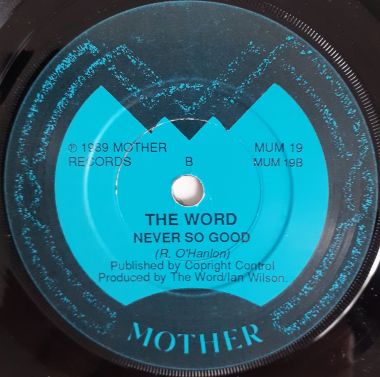 ℗ 1989 MOTHER RECORDS
B
MUM 19
MUM 19B
THE WORD
NEVER SO GOOD
(R. O'Hanlon)
Published by Copright Control
Produced by The Word/Ian Wilson.
MOTHER